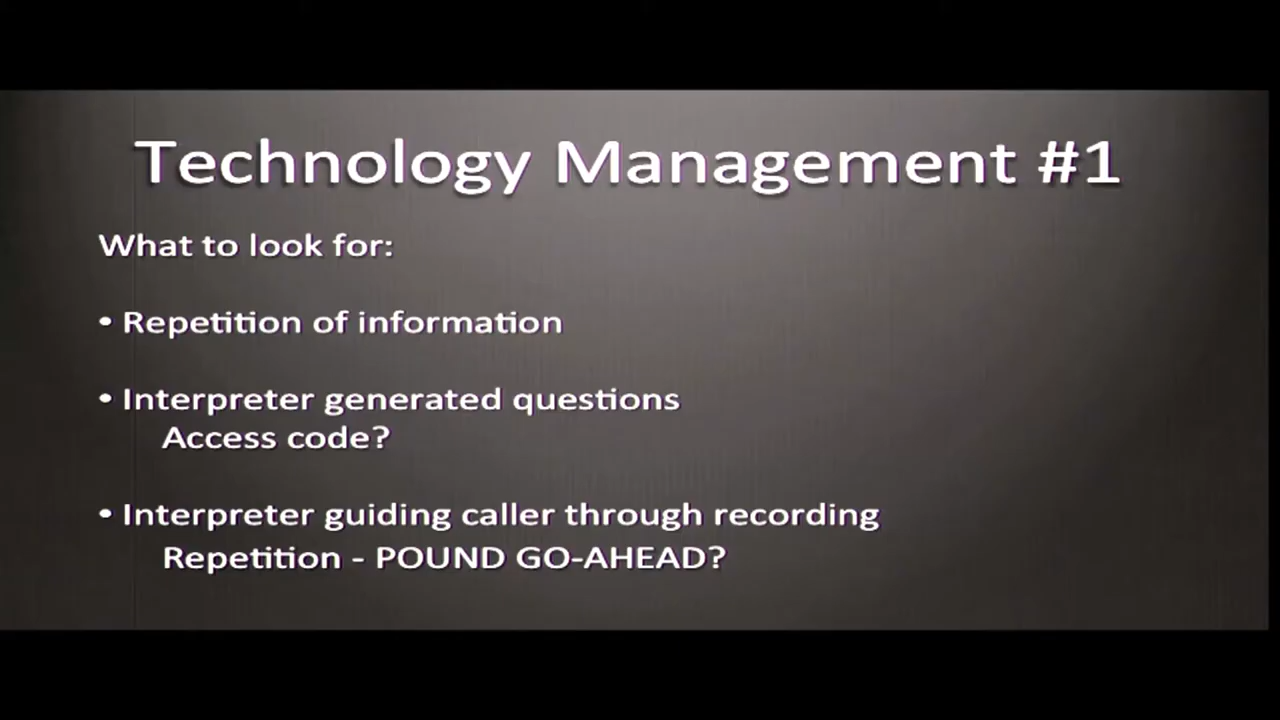 Technology Management #1
What to look for:
• Repetition of information
• Interpreter generated questions
Access code?
• Interpreter guiding caller through recording
Repetition - POUND GO-AHEAD?